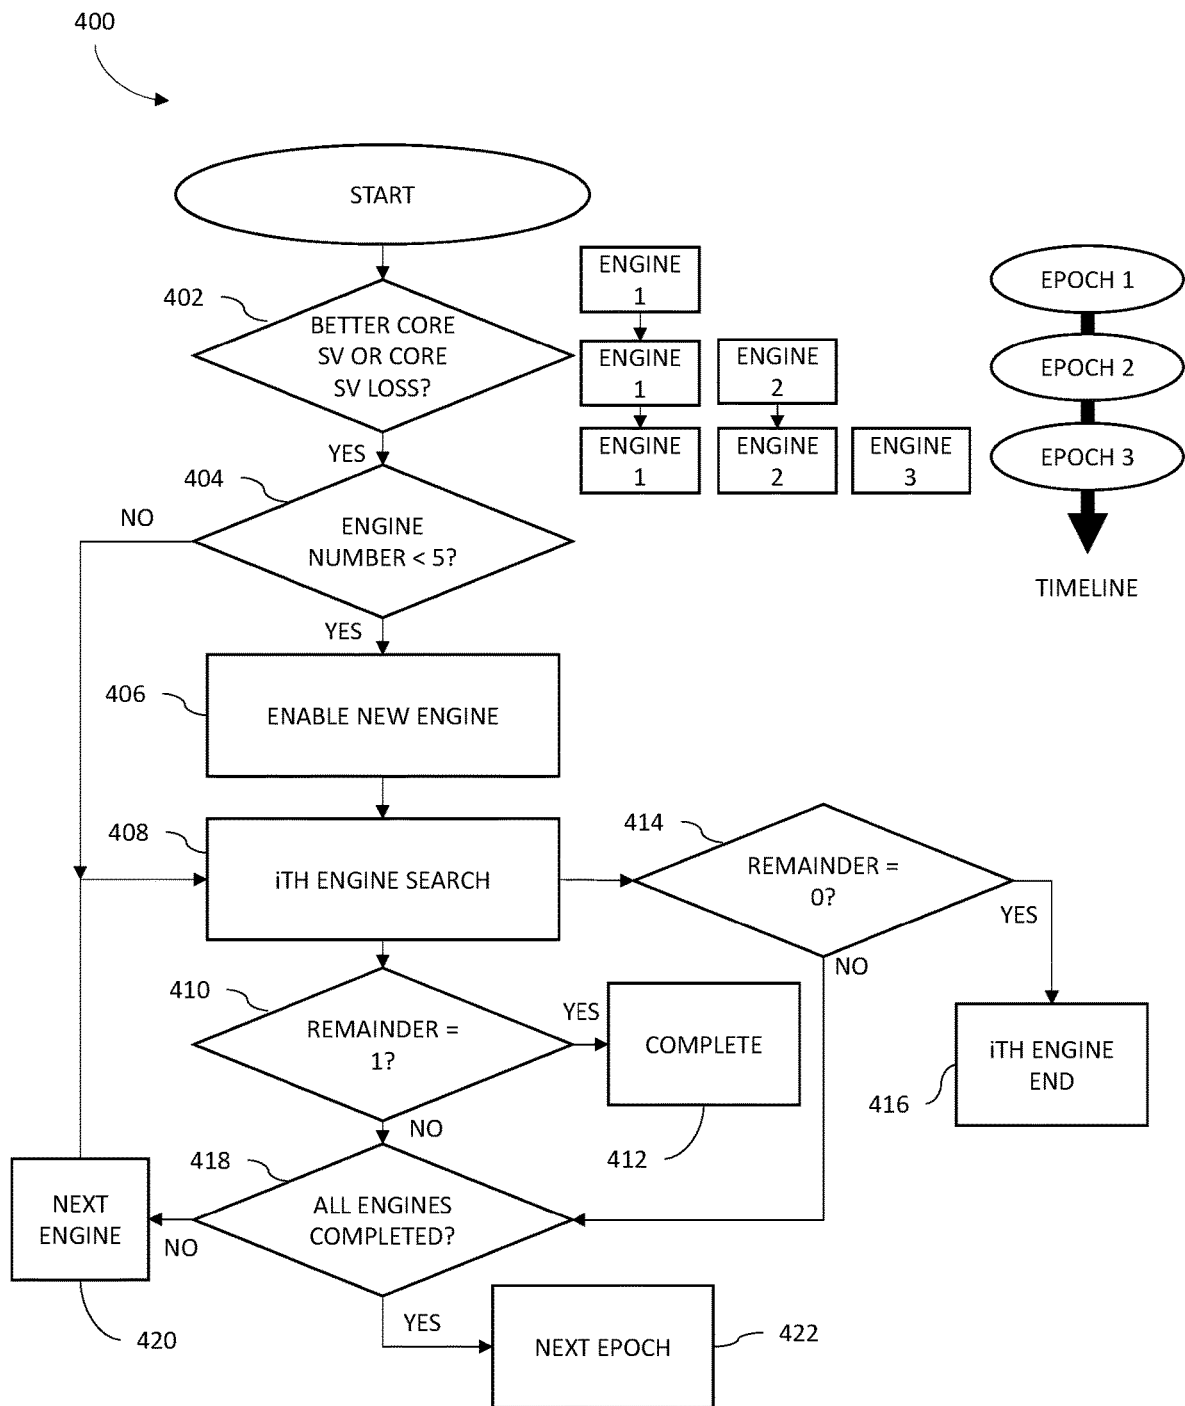 400
START
402
BETTER CORE
SV OR CORE
SV LOSS?
ENGINE
1
ENGINE
1
ENGINE
2
ENGINE
1
ENGINE
2
ENGINE
3
EPOCH 1
EPOCH 2
EPOCH 3
TIMELINE
YES
404
NO
ENGINE
NUMBER < 5?
YES
406
ENABLE NEW ENGINE
408
iTH ENGINE SEARCH
414
REMAINDER =
0?
YES
NO
410
REMAINDER =
1?
YES
COMPLETE
412
iTH ENGINE
END
416
NO
418
ALL ENGINES
COMPLETED?
NO
NEXT
ENGINE
420
YES
NEXT EPOCH
422